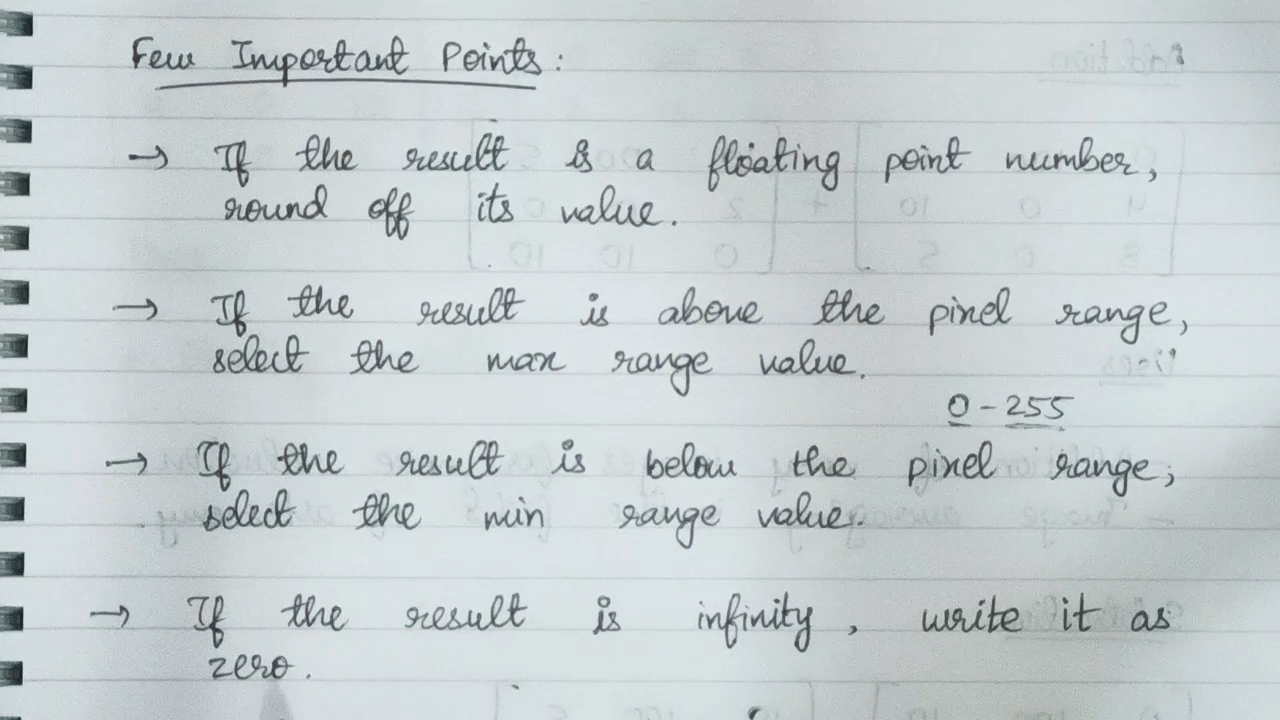 Few Important Points:
→ If the result is a floating point number,
round off its value.
→ If the result is above the pixel range,
select the max range value.
0-255
→ If the result is below the pixel range,
select the min range value.
→ If the result is infinity, write it as
zero.